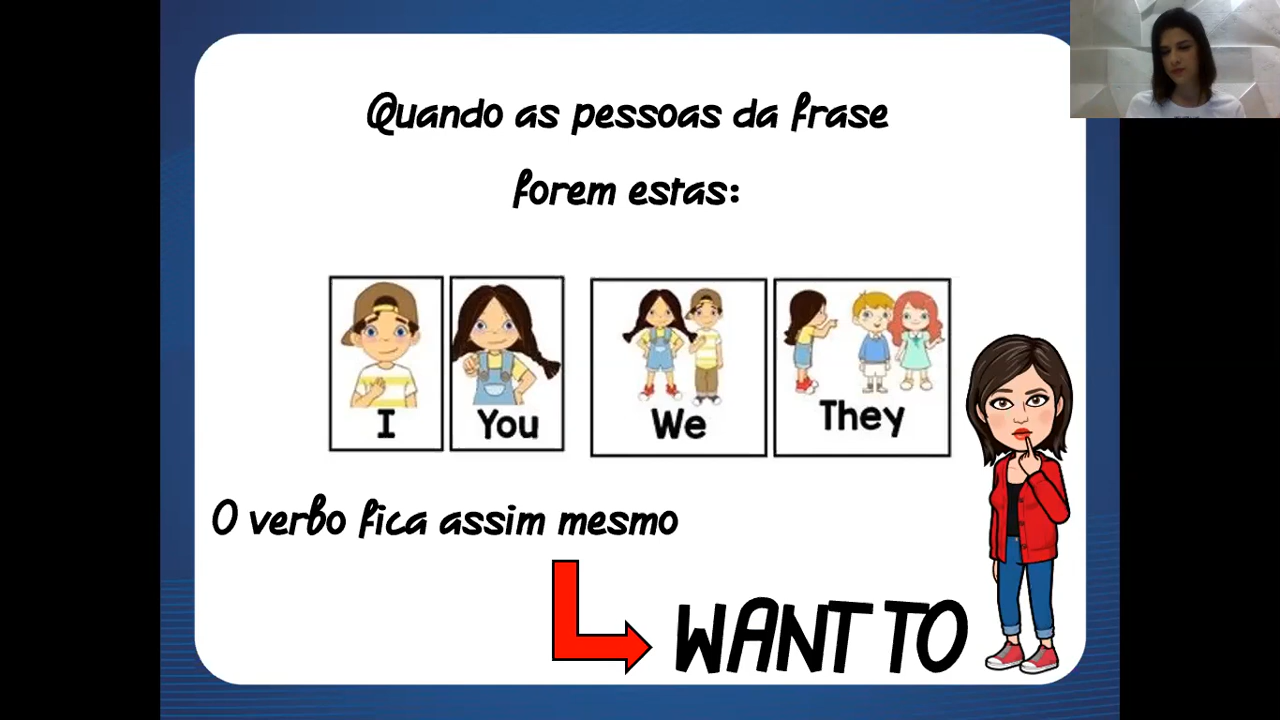 Quando as pessoas da frase
forem estas:
I
You
We
They
O verbo fica assim mesmo
WANT TO